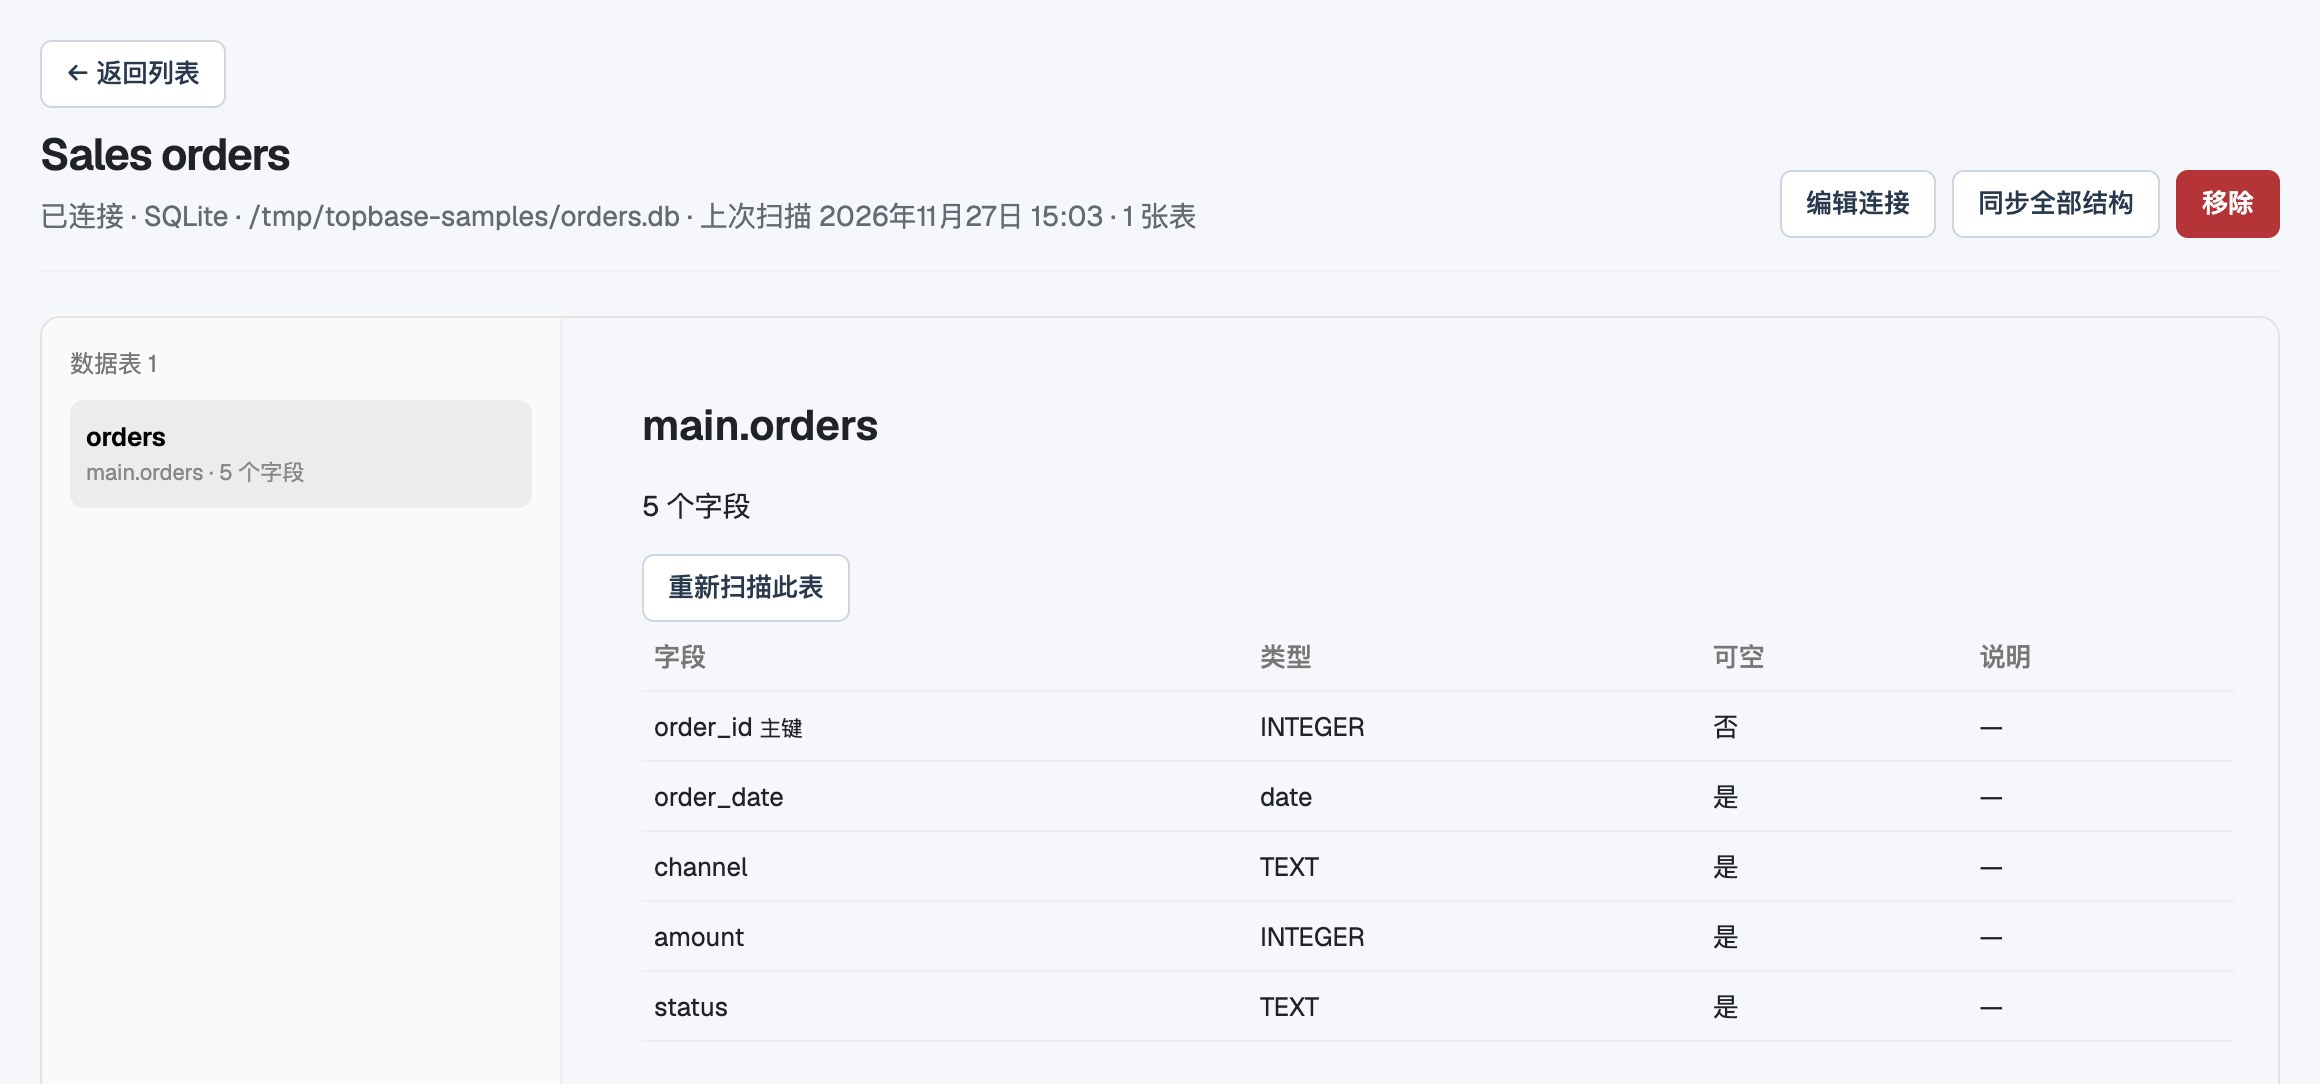 ← 返回列表
Sales orders
已连接 · SQLite · /tmp/topbase-samples/orders.db · 上次扫描 2026年11月27日 15:03 · 1 张表
编辑连接 同步全部结构 移除
数据表 1
orders
main.orders · 5 个字段
main.orders
5 个字段
重新扫描此表
字段 类型 可空 说明
order_id 主键 INTEGER 否 —
order_date date 是 —
channel TEXT 是 —
amount INTEGER 是 —
status TEXT 是 —